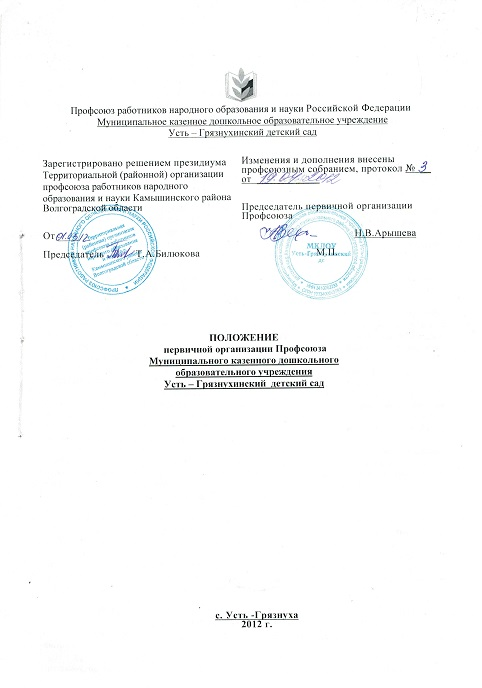 Профсоюз работников народного образования и науки Российской Федерации
Муниципальное казенное дошкольное образовательное учреждение
Усть – Грязнухинский детский сад
Зарегистрировано решением президиума
Территориальной (районной) организации
профсоюза работников народного
образования и науки Камышинского района
Волгоградской области
От
Председатель Т.А.Билюкова
Изменения и дополнения внесены
профсоюзным собранием, протокол № 3
от
Председатель первичной организации
Профсоюза
Н.В.Арышева
М.П.
МКДОУ
ПОЛОЖЕНИЕ
первичной организации Профсоюза
Муниципального казенного дошкольного
образовательного учреждения
Усть – Грязнухинский детский сад
с. Усть -Грязнуха
2012 г.